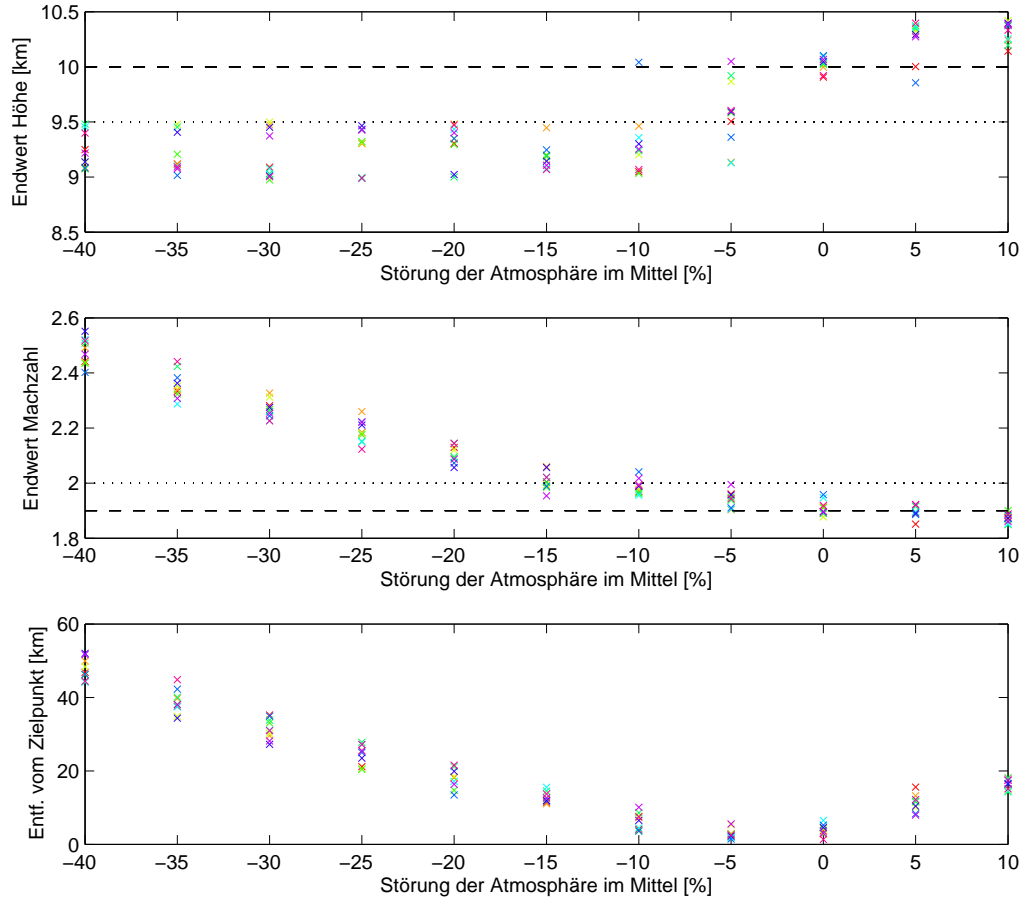 Endwert Höhe [km]
10.5
10
9.5
9
8.5
−40 −35 −30 −25 −20 −15 −10 −5 0 5 10
Störung der Atmosphäre im Mittel [%]
Endwert Machzahl
2.6
2.4
2.2
2
1.8
−40 −35 −30 −25 −20 −15 −10 −5 0 5 10
Störung der Atmosphäre im Mittel [%]
Entf. vom Zielpunkt [km]
60
40
20
0
−40 −35 −30 −25 −20 −15 −10 −5 0 5 10
Störung der Atmosphäre im Mittel [%]